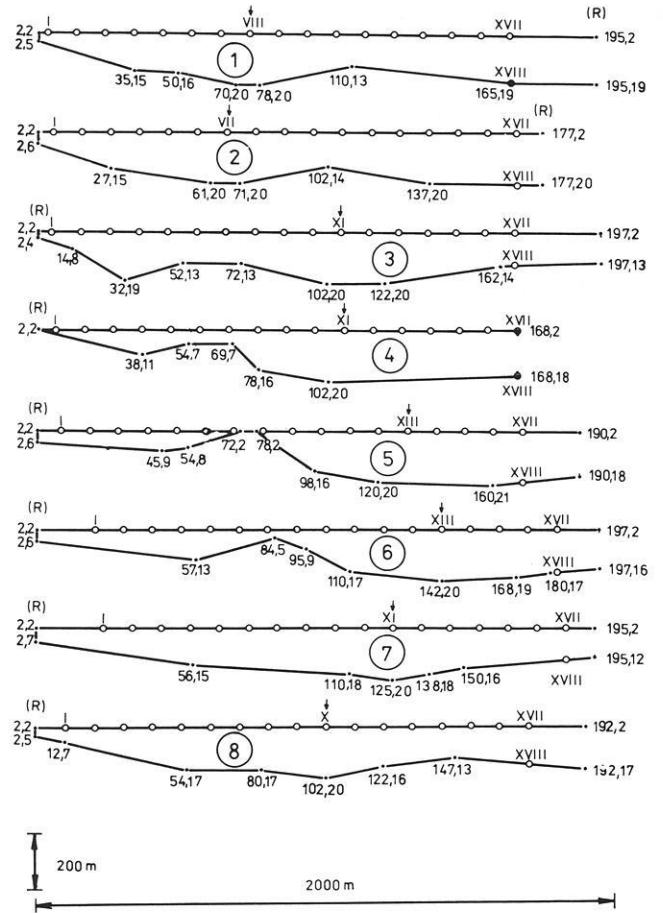 I VIII XVII (R)
2,2 195,2
2,5
35,15 50,16 70,20 78,20 110,13 165,19 XVIII 195,19
1
(R)
I VII XVII
2,2 177,2
2,6
27,15 61,20 71,20 102,14 137,20 XVIII 177,20
2
(R)
I XI XVII
2,2 197,2
2,4
14,8 32,19 52,13 72,13 102,20 122,20 162,14 XVIII 197,13
3
(R)
I XI XVII
2,2 168,2
38,11 54,7 69,7 78,16 102,20 168,18
XVIII
4
(R)
I XIII XVII
2,2 190,2
2,6
45,9 54,8 72,2 78,2 98,16 120,20 160,21 XVIII 190,18
5
(R)
I XIII XVII
2,2 197,2
2,6
57,13 84,5 95,9 110,17 142,20 168,19 XVIII 180,17 197,16
6
(R)
I XI XVII
2,2 195,2
2,7
56,15 110,18 125,20 138,18 150,16 195,12
XVIII
7
(R)
I X XVII
2,2 192,2
2,5
12,7 54,17 80,17 102,20 122,16 147,13 XVIII 192,17
8
200 m
2000 m